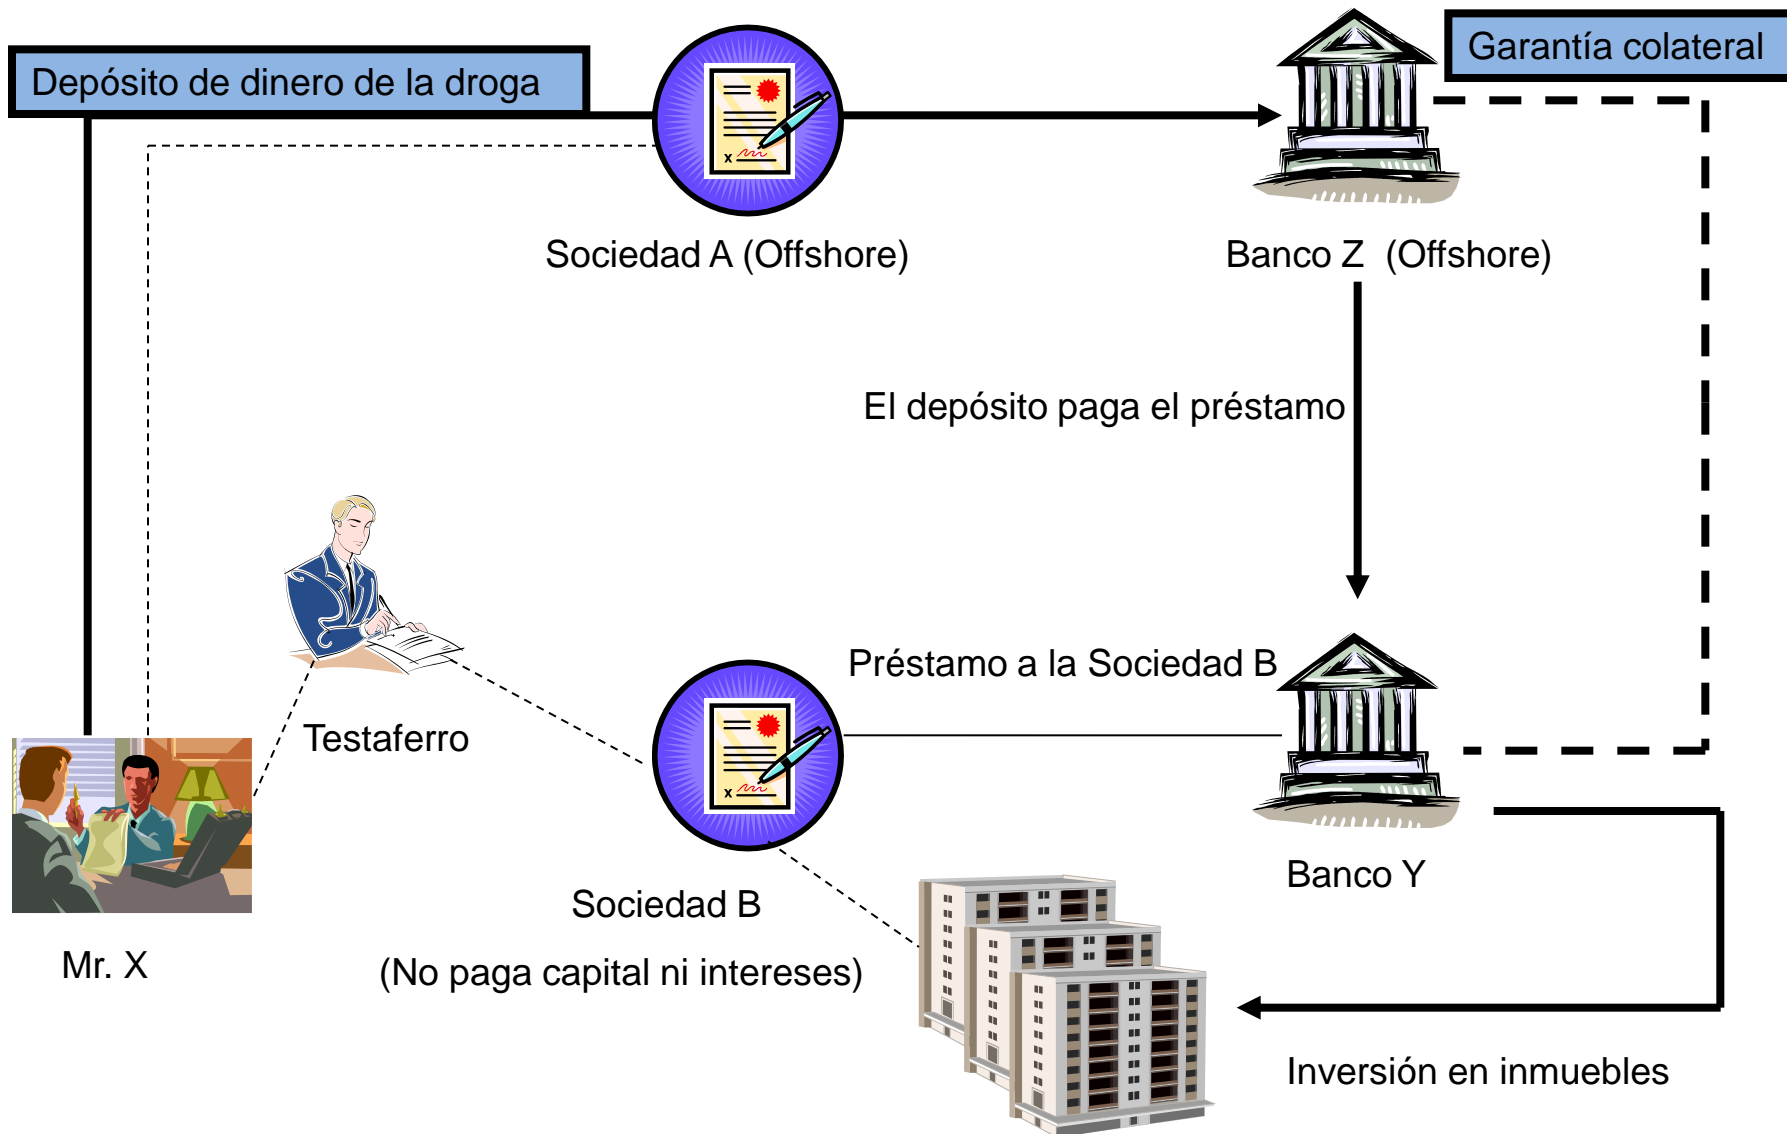 Garantía colateral
Depósito de dinero de la droga
Sociedad A (Offshore)
Banco Z (Offshore)
El depósito paga el préstamo
Préstamo a la Sociedad B
Testaferro
Banco Y
Sociedad B
Mr. X
(No paga capital ni intereses)
Inversión en inmuebles